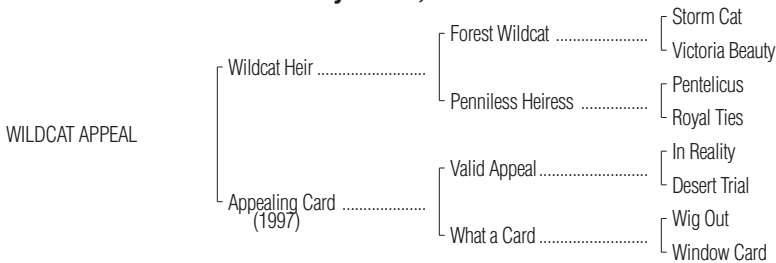 Storm Cat
Forest Wildcat ......................
Victoria Beauty
Wildcat Heir .........................
Pentelicus
Penniless Heiress ................
Royal Ties
WILDCAT APPEAL
In Reality
Valid Appeal .........................
Desert Trial
Appealing Card ...................
(1997)
Wig Out
What a Card .........................
Window Card